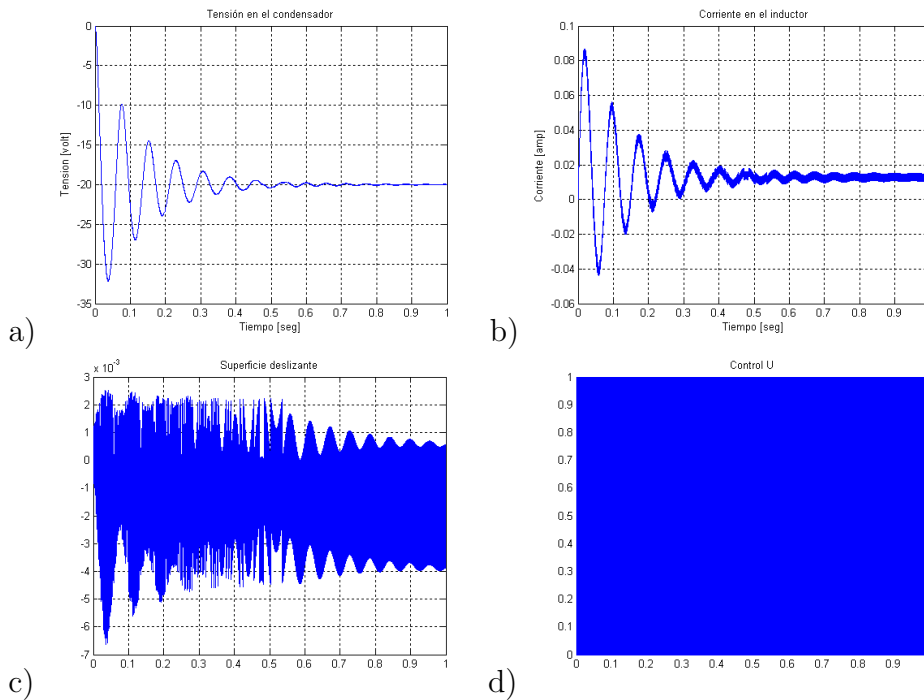 Tensión en el condensador
0
-5
-10
-15
-20
-25
-30
-35
Tension [volt]
0 0.1 0.2 0.3 0.4 0.5 0.6 0.7 0.8 0.9 1
Tiempo [seg]
a)
Corriente en el inductor
0.1
0.08
0.06
0.04
0.02
0
-0.02
-0.04
-0.06
Corriente [amp]
0 0.1 0.2 0.3 0.4 0.5 0.6 0.7 0.8 0.9
Tiempo [seg]
b)
Superficie deslizante
x 10^-3
3
2
1
0
-1
-2
-3
-4
-5
-6
-7
0 0.1 0.2 0.3 0.4 0.5 0.6 0.7 0.8 0.9 1
c)
Control U
1
0.9
0.8
0.7
0.6
0.5
0.4
0.3
0.2
0.1
0
0 0.1 0.2 0.3 0.4 0.5 0.6 0.7 0.8 0.9
d)